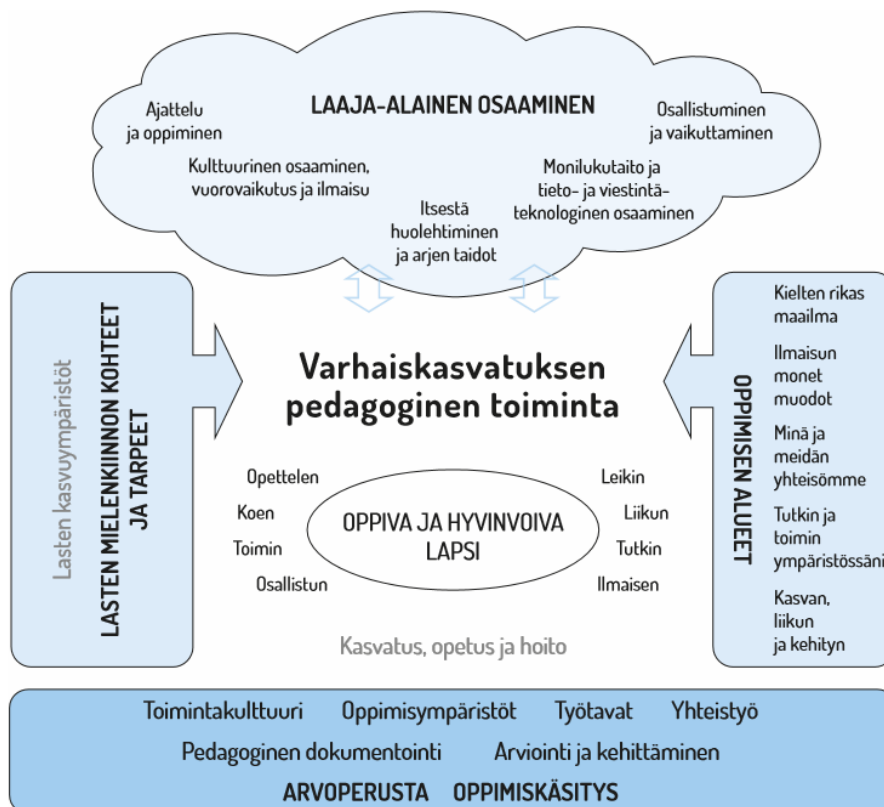 LAAJA-ALAINEN OSAAMINEN
Ajattelu
ja oppiminen
Osallistuminen
ja vaikuttaminen
Kulttuurinen osaaminen,
vuorovaikutus ja ilmaisu
Monilukutaito ja
tieto- ja viestintä-
teknologinen osaaminen
Itsestä
huolehtiminen
ja arjen taidot
Lasten kasvuympäristöt
LASTEN MIELENKIINNON KOHTEET
JA TARPEET
Varhaiskasvatuksen
pedagoginen toiminta
Opettelen
Koen
Toimin
Osallistun
OPPIVA JA HYVINVOIVA
LAPSI
Leikin
Liikun
Tutkin
Ilmaisen
Kasvatus, opetus ja hoito
OPPIMISEN ALUEET
Kielten rikas
maailma
Ilmaisun
monet
muodot
Minä ja
meidän
yhteisömme
Tutkin ja
toimin
ympäristössäni
Kasvan,
liikun
ja kehityn
Toimintakulttuuri Oppimisympäristöt Työtavat Yhteistyö
Pedagoginen dokumentointi Arviointi ja kehittäminen
ARVOPERUSTA OPPIMISKÄSITYS